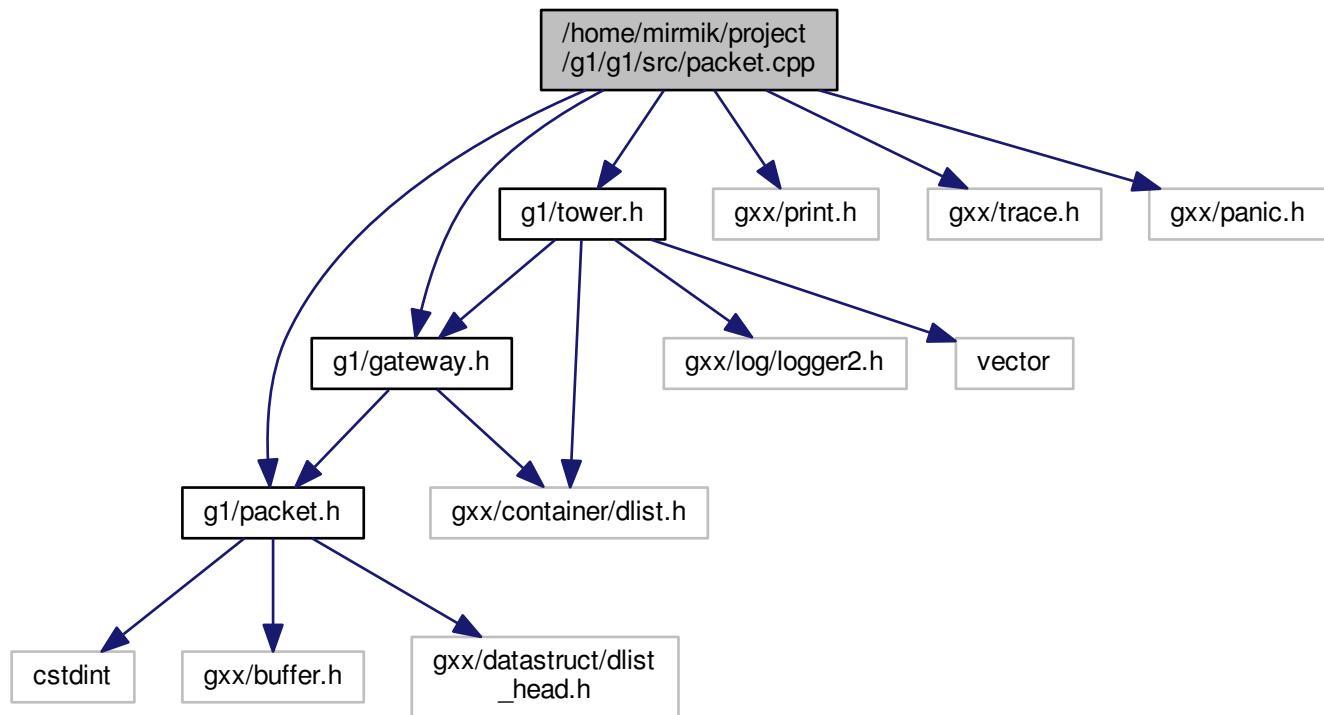 /home/mirmik/project
/g1/g1/src/packet.cpp
g1/tower.h
gxx/print.h
gxx/trace.h
gxx/panic.h
g1/gateway.h
gxx/log/logger2.h
vector
g1/packet.h
gxx/container/dlist.h
cstdint
gxx/buffer.h
gxx/datastruct/dlist
_head.h